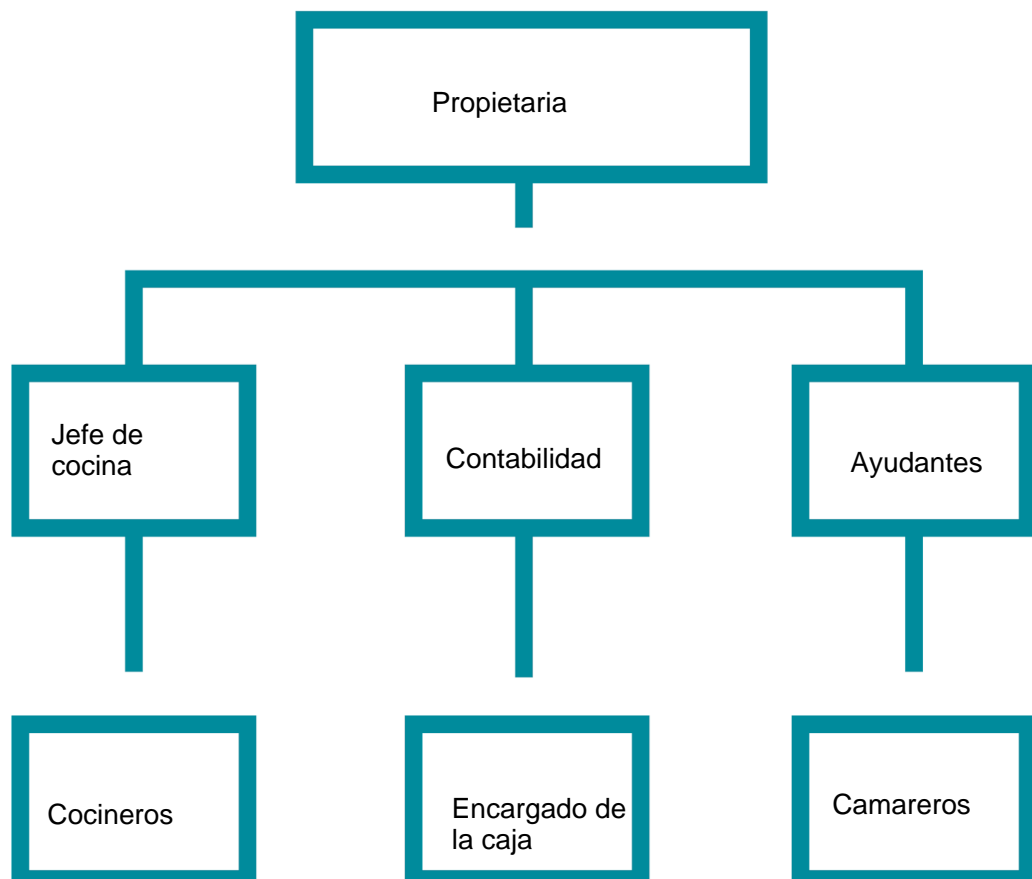 Propietaria
Jefe de
cocina
Contabilidad
Ayudantes
Cocineros
Encargado de
la caja
Camareros